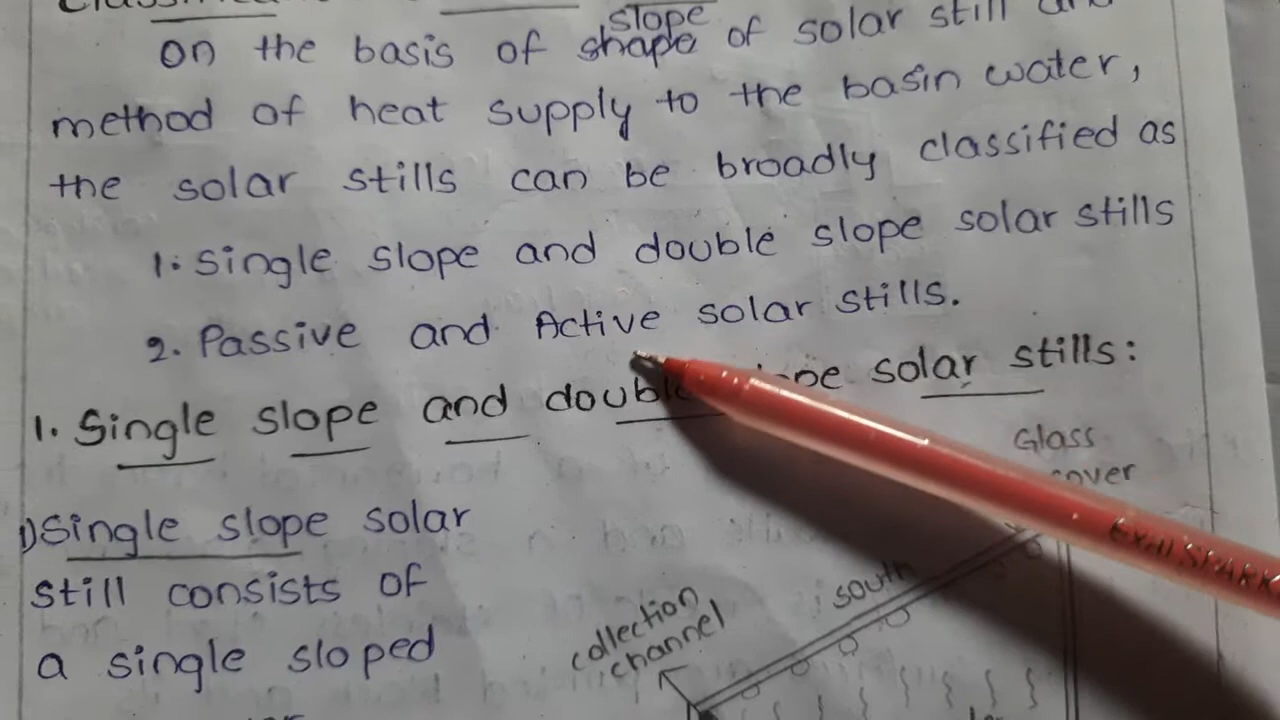 slope
on the basis of shape of solar still and
method of heat supply to the basin water,
the solar stills can be broadly classified as
1. Single slope and double slope solar stills
2. Passive and Active solar stills.
1. Single slope and double solar stills:
Glass
cover
1) Single slope solar
still consists of
a single sloped
south
collection
channel